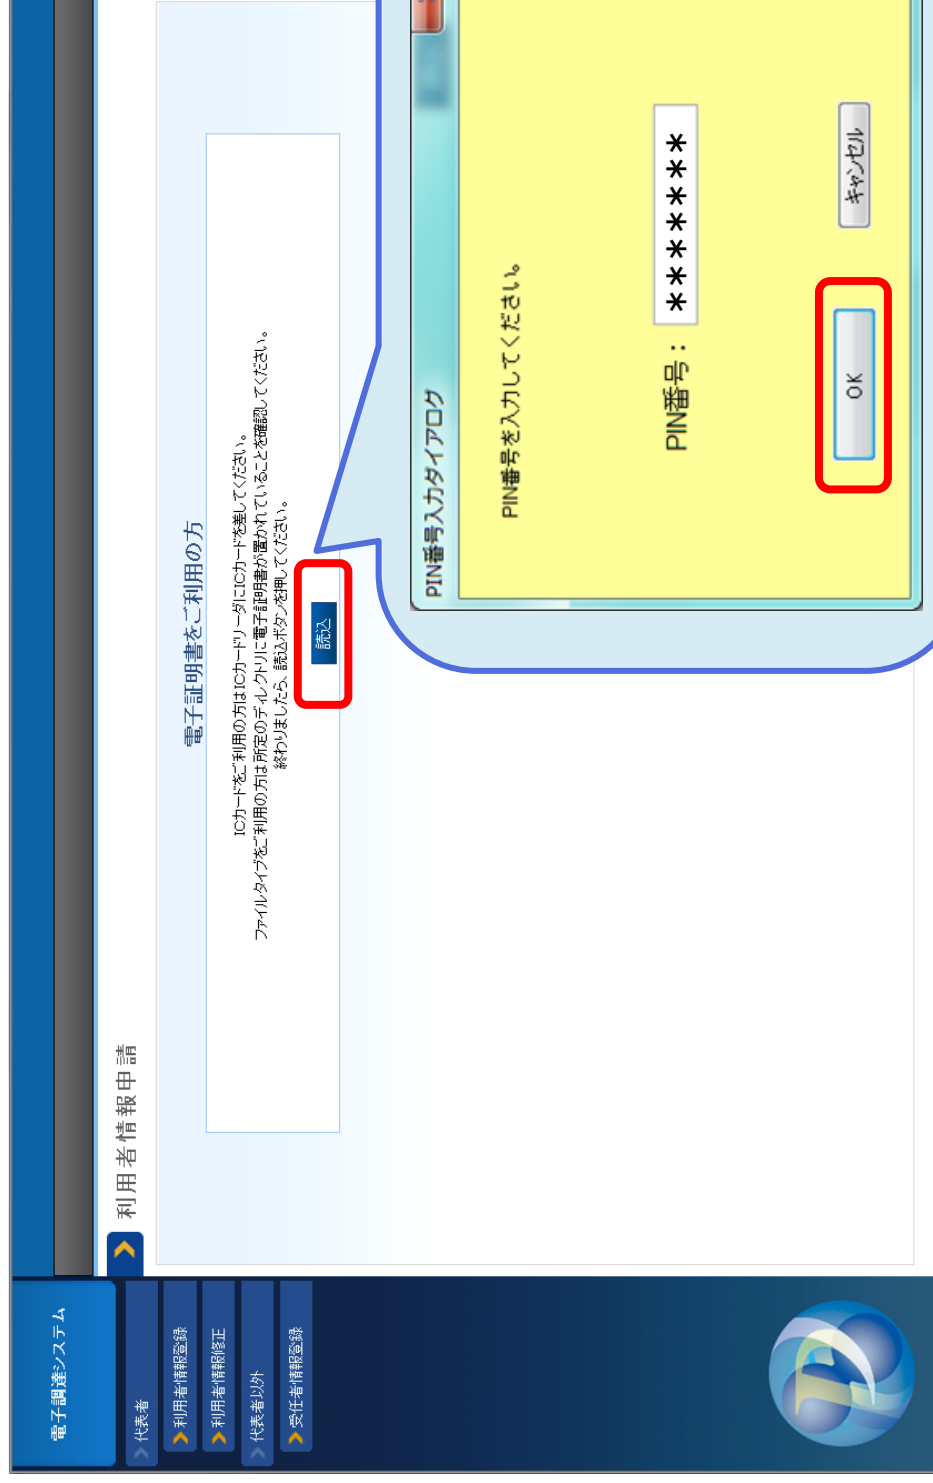 電子調達システム
代表者
利用者情報登録
利用者情報修正
代表者以外
受任者情報登録
利用者情報申請
電子証明書をご利用の方
ICカードをご利用の方はICカードリーダにICカードを差してください。
ファイルタイプをご利用の方は所定のディレクトリに電子証明書が置かれていることを確認してください。
終わりましたら、読込ボタンを押してください。
読込
PIN番号入力ダイアログ
PIN番号を入力してください。
PIN番号： *******
OK
キャンセル